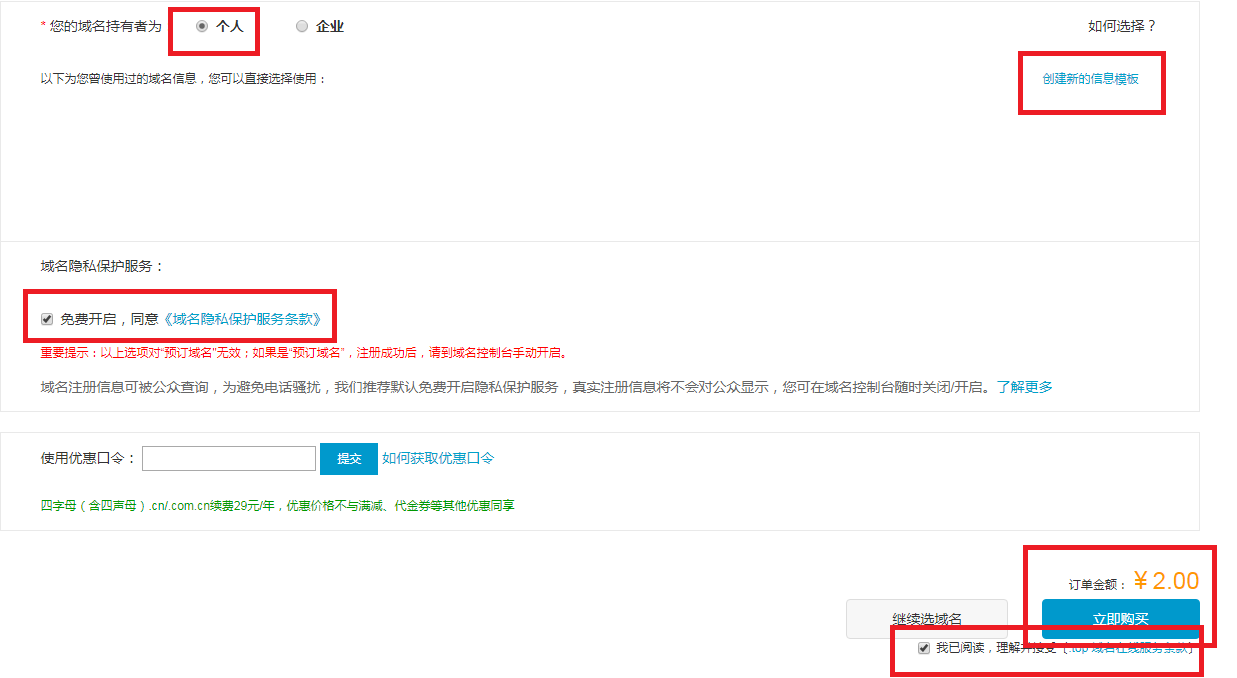 * 您的域名持有者为 个人 企业 如何选择？
以下为您曾使用过的域名信息，您可以直接选择使用： 创建新的信息模板
域名隐私保护服务：
免费开启，同意《域名隐私保护服务条款》
重要提示：以上选项对“预订域名”无效；如果是“预订域名”，注册成功后，请到域名控制台手动开启。
域名注册信息可被公众查询，为避免电话骚扰，我们推荐默认免费开启隐私保护服务，真实注册信息将不会对公众显示，您可在域名控制台随时关闭/开启。了解更多
使用优惠口令： 提交 如何获取优惠口令
四字母（含四声母）.cn/.com.cn续费29元/年，优惠价格不与满减、代金券等其他优惠同享
订单金额：￥2.00
继续选域名 立即购买
我已阅读，理解并接受 [.top 域名在线服务条款]